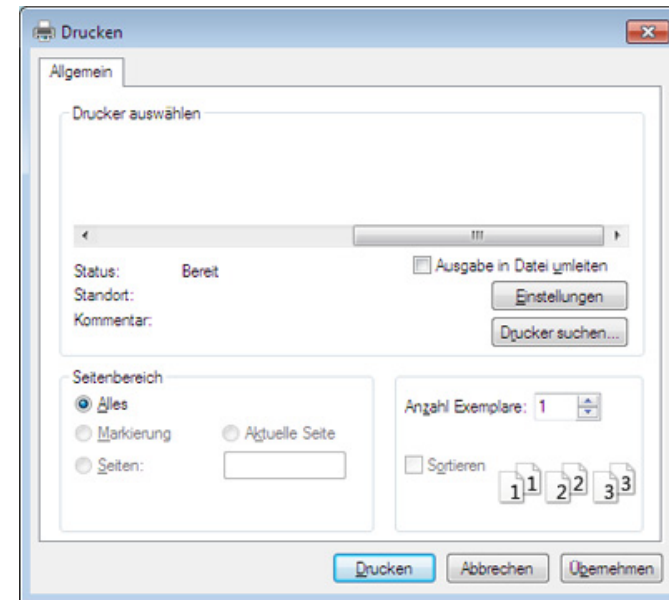 Drucken
Allgemein
Drucker auswählen
Status: Bereit
Ausgabe in Datei umleiten
Standort:
Einstellungen
Kommentar:
Drucker suchen...
Seitenbereich
Alles
Markierung
Aktuelle Seite
Seiten:
Anzahl Exemplare: 1
Sortieren
1 1 2 2 3 3
Drucken
Abbrechen
Übernehmen